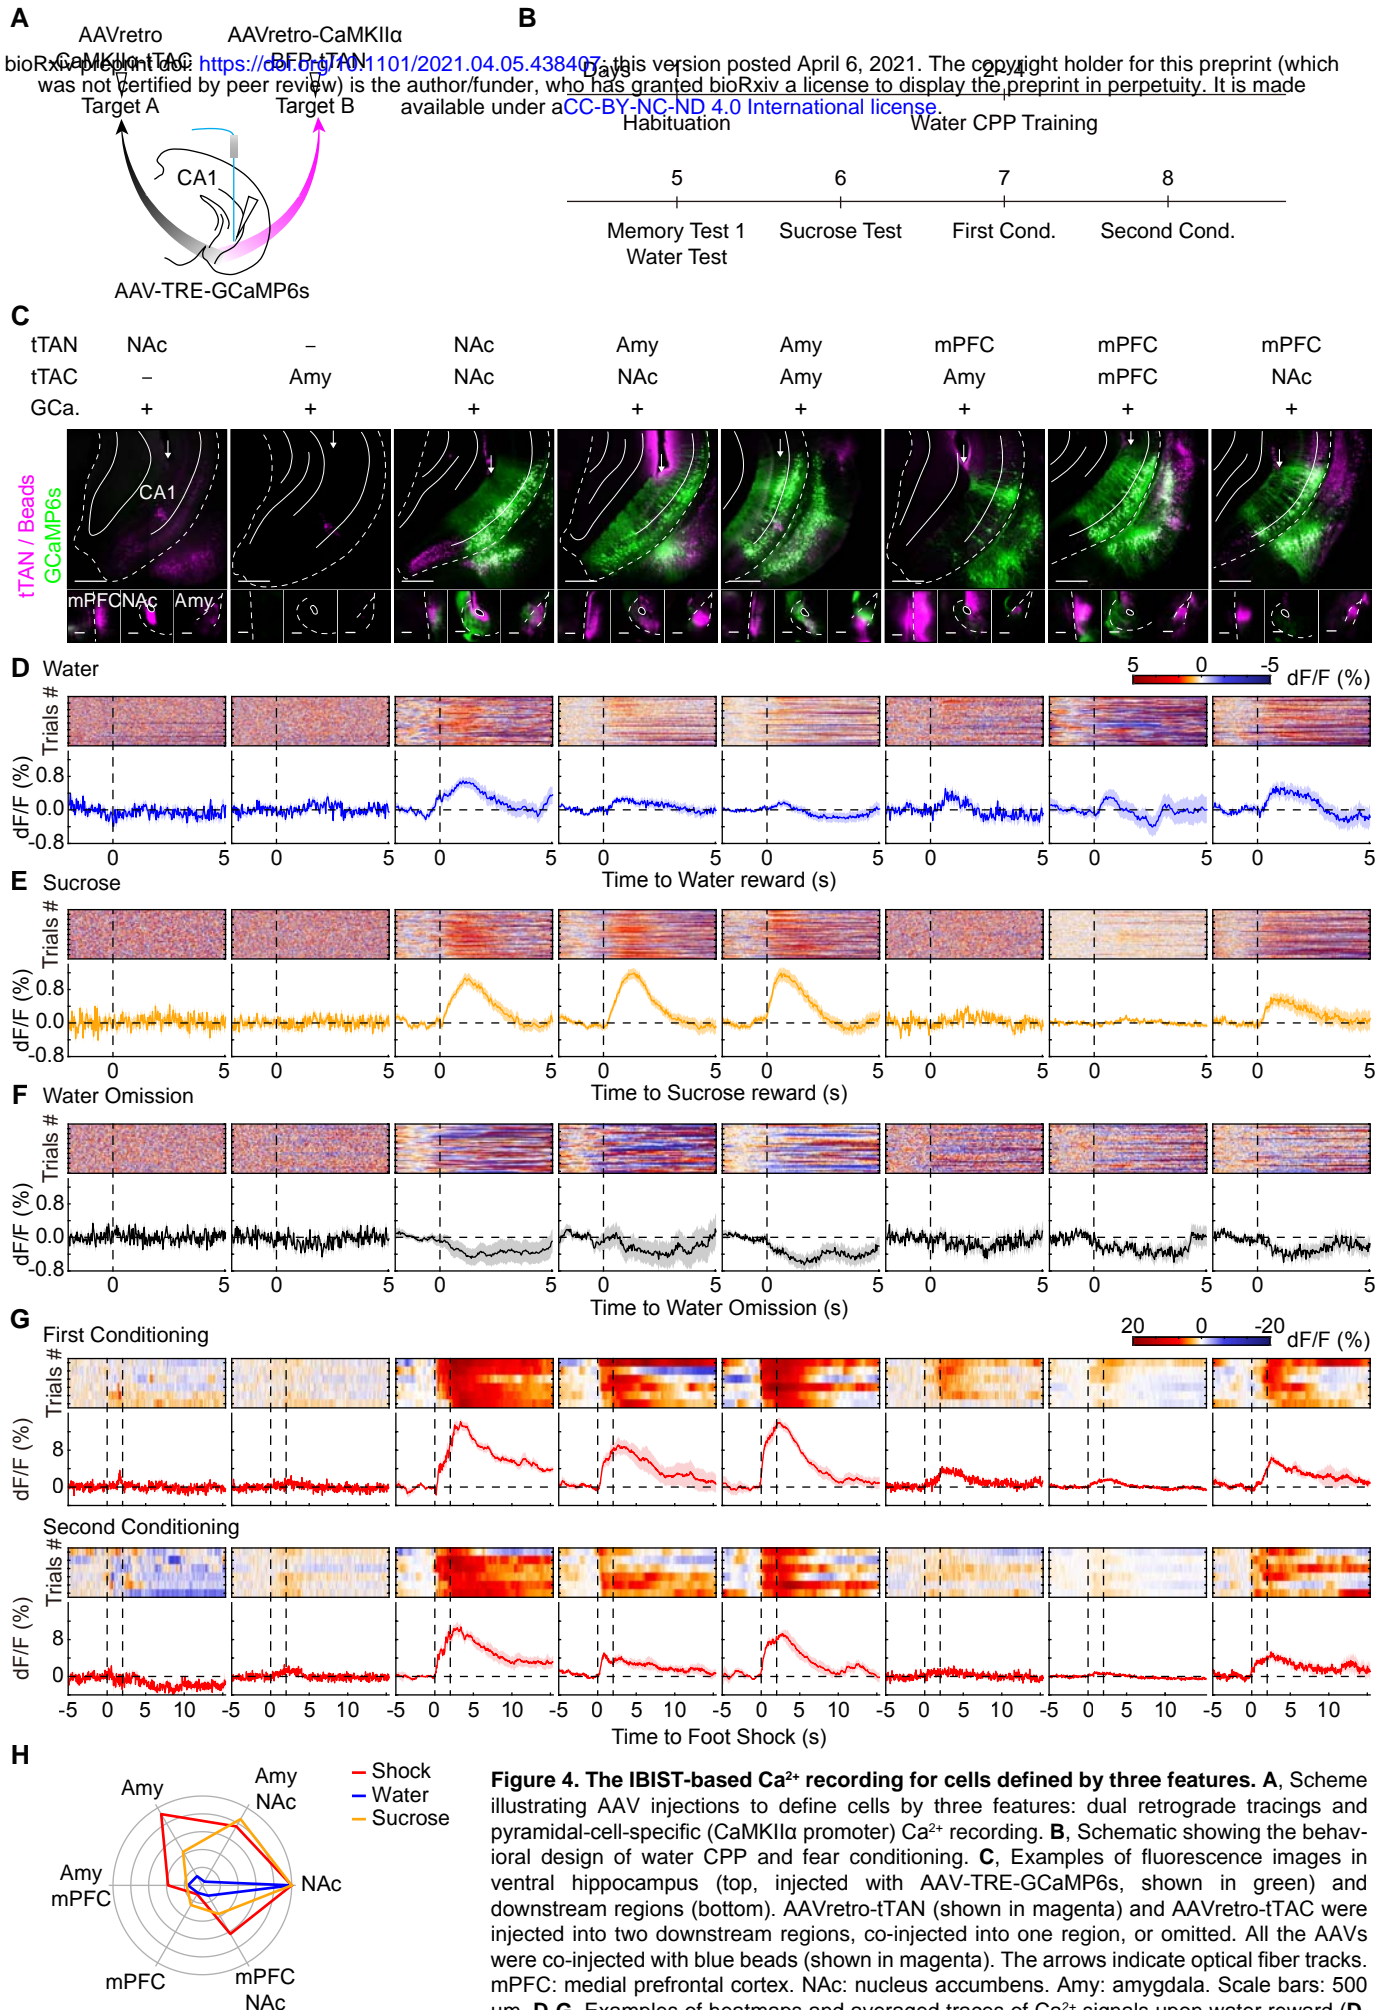 A
B
AAVretro
CaMKIIα-tTAC
AAVretro-CaMKIIα
-BFP-tTAN
bioRxiv preprint doi: https://doi.org/10.1101/2021.04.05.438407; this version posted April 6, 2021. The copyright holder for this preprint (which
was not certified by peer review) is the author/funder, who has granted bioRxiv a license to display the preprint in perpetuity. It is made
available under aCC-BY-NC-ND 4.0 International license.
Target A
Target B
CA1
AAV-TRE-GCaMP6s
Days 1 2~4
Habituation Water CPP Training
5 6 7 8
Memory Test 1 Sucrose Test First Cond. Second Cond.
Water Test
C
tTAN NAc – NAc Amy Amy mPFC mPFC mPFC
tTAC – Amy NAc NAc Amy Amy mPFC NAc
GCa. + + + + + + + +
tTAN / Beads
GCaMP6s
CA1
mPFC NAc Amy
D Water
5 0 -5 dF/F (%)
Trials #
dF/F (%)
0.8
0.0
-0.8
0 5 0 5 0 5 0 5 0 5 0 5 0 5 0 5
Time to Water reward (s)
E Sucrose
Trials #
dF/F (%)
0.8
0.0
-0.8
0 5 0 5 0 5 0 5 0 5 0 5 0 5 0 5
Time to Sucrose reward (s)
F Water Omission
Trials #
dF/F (%)
0.8
0.0
-0.8
0 5 0 5 0 5 0 5 0 5 0 5 0 5 0 5
Time to Water Omission (s)
G
First Conditioning
20 0 -20 dF/F (%)
Trials #
dF/F (%)
8
0
Second Conditioning
Trials #
dF/F (%)
8
0
-5 0 5 10 -5 0 5 10 -5 0 5 10 -5 0 5 10 -5 0 5 10 -5 0 5 10 -5 0 5 10 -5 0 5 10
Time to Foot Shock (s)
H
Shock
Water
Sucrose
Amy
Amy
NAc
NAc
Amy
mPFC
mPFC
mPFC
NAc
Figure 4. The IBIST-based Ca2+ recording for cells defined by three features. A, Scheme
illustrating AAV injections to define cells by three features: dual retrograde tracings and
pyramidal-cell-specific (CaMKIIα promoter) Ca2+ recording. B, Schematic showing the behav-
ioral design of water CPP and fear conditioning. C, Examples of fluorescence images in
ventral hippocampus (top, injected with AAV-TRE-GCaMP6s, shown in green) and
downstream regions (bottom). AAVretro-tTAN (shown in magenta) and AAVretro-tTAC were
injected into two downstream regions, co-injected into one region, or omitted. All the AAVs
were co-injected with blue beads (shown in magenta). The arrows indicate optical fiber tracks.
mPFC: medial prefrontal cortex. NAc: nucleus accumbens. Amy: amygdala. Scale bars: 500
μm. D-G, Examples of heatmaps and averaged traces of Ca2+ signals upon water reward (D,